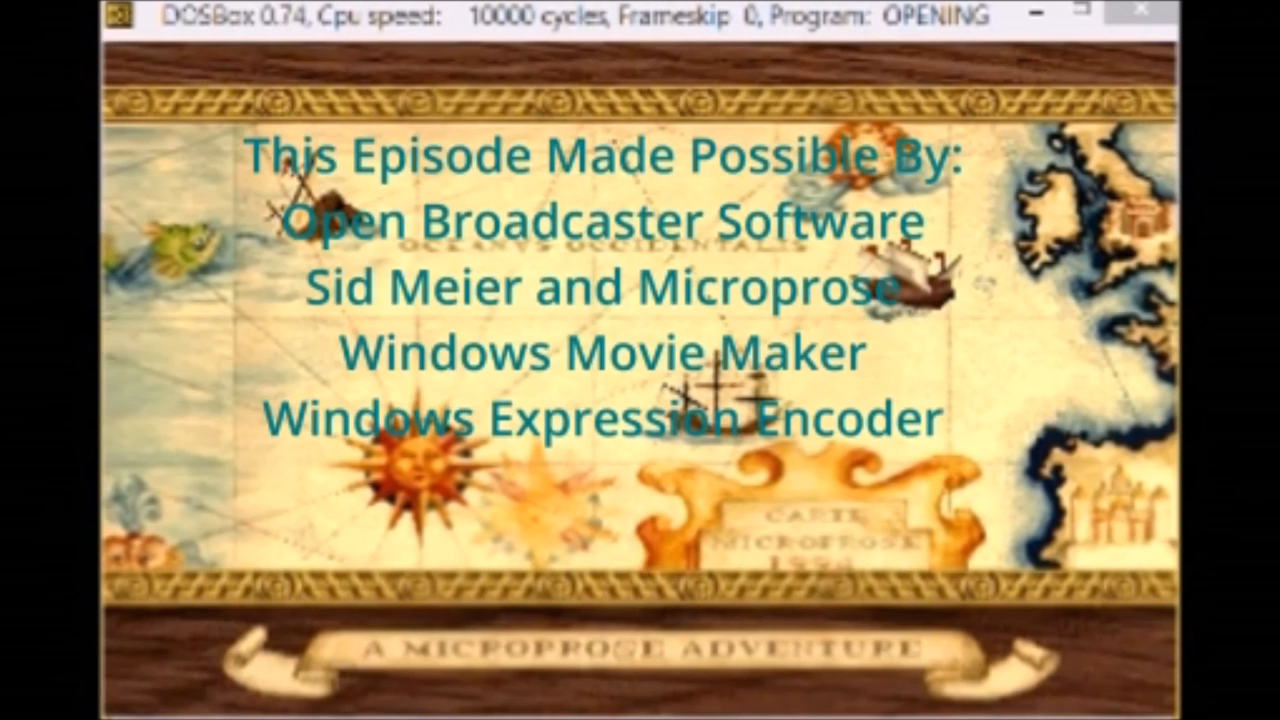 DOSBox 0.74, Cpu speed: 10000 cycles, Frameskip 0, Program: OPENING
This Episode Made Possible By:
Open Broadcaster Software
OCEANVS OCCIDENTALIS
Sid Meier and Microprose
Windows Movie Maker
Windows Expression Encoder
CARTE
MICROPROSE
1994
A MICROPROSE ADVENTURE